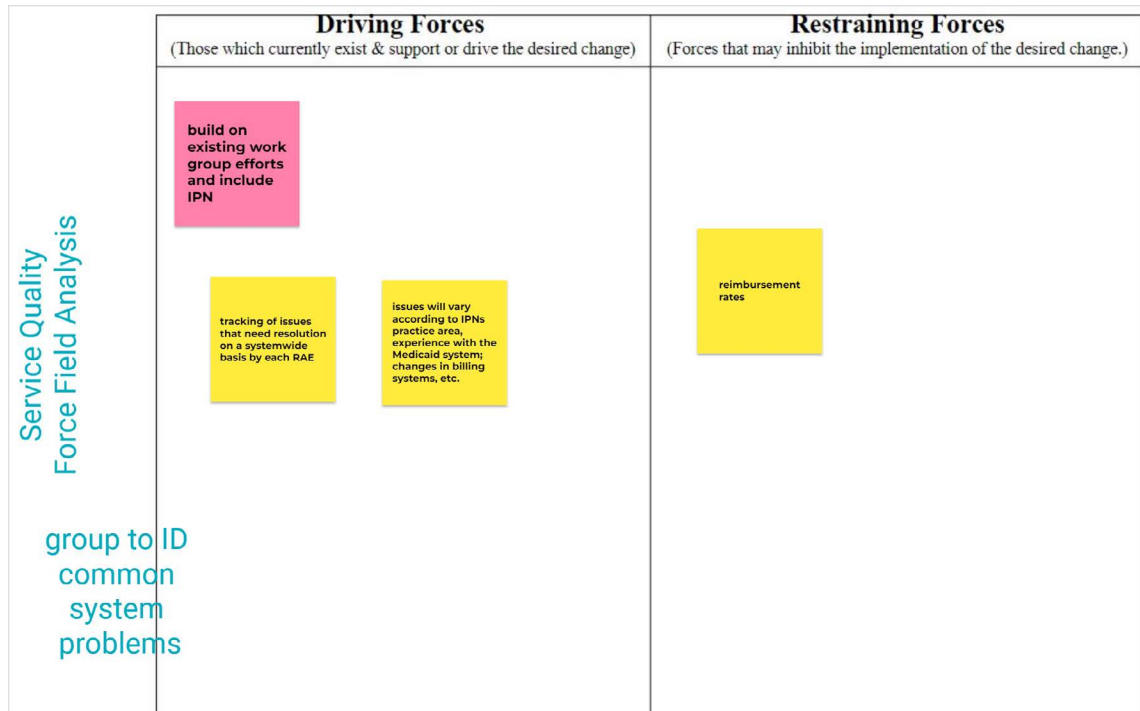 Driving Forces
(Those which currently exist & support or drive the desired change)
Restraining Forces
(Forces that may inhibit the implementation of the desired change.)
Service Quality
Force Field Analysis
build on
existing work
group efforts
and include
IPN
tracking of issues
that need resolution
on a systemwide
basis by each RAE
issues will vary
according to IPNs
practice area,
experience with the
Medicaid system;
changes in billing
systems, etc.
reimbursement
rates
group to ID
common
system
problems